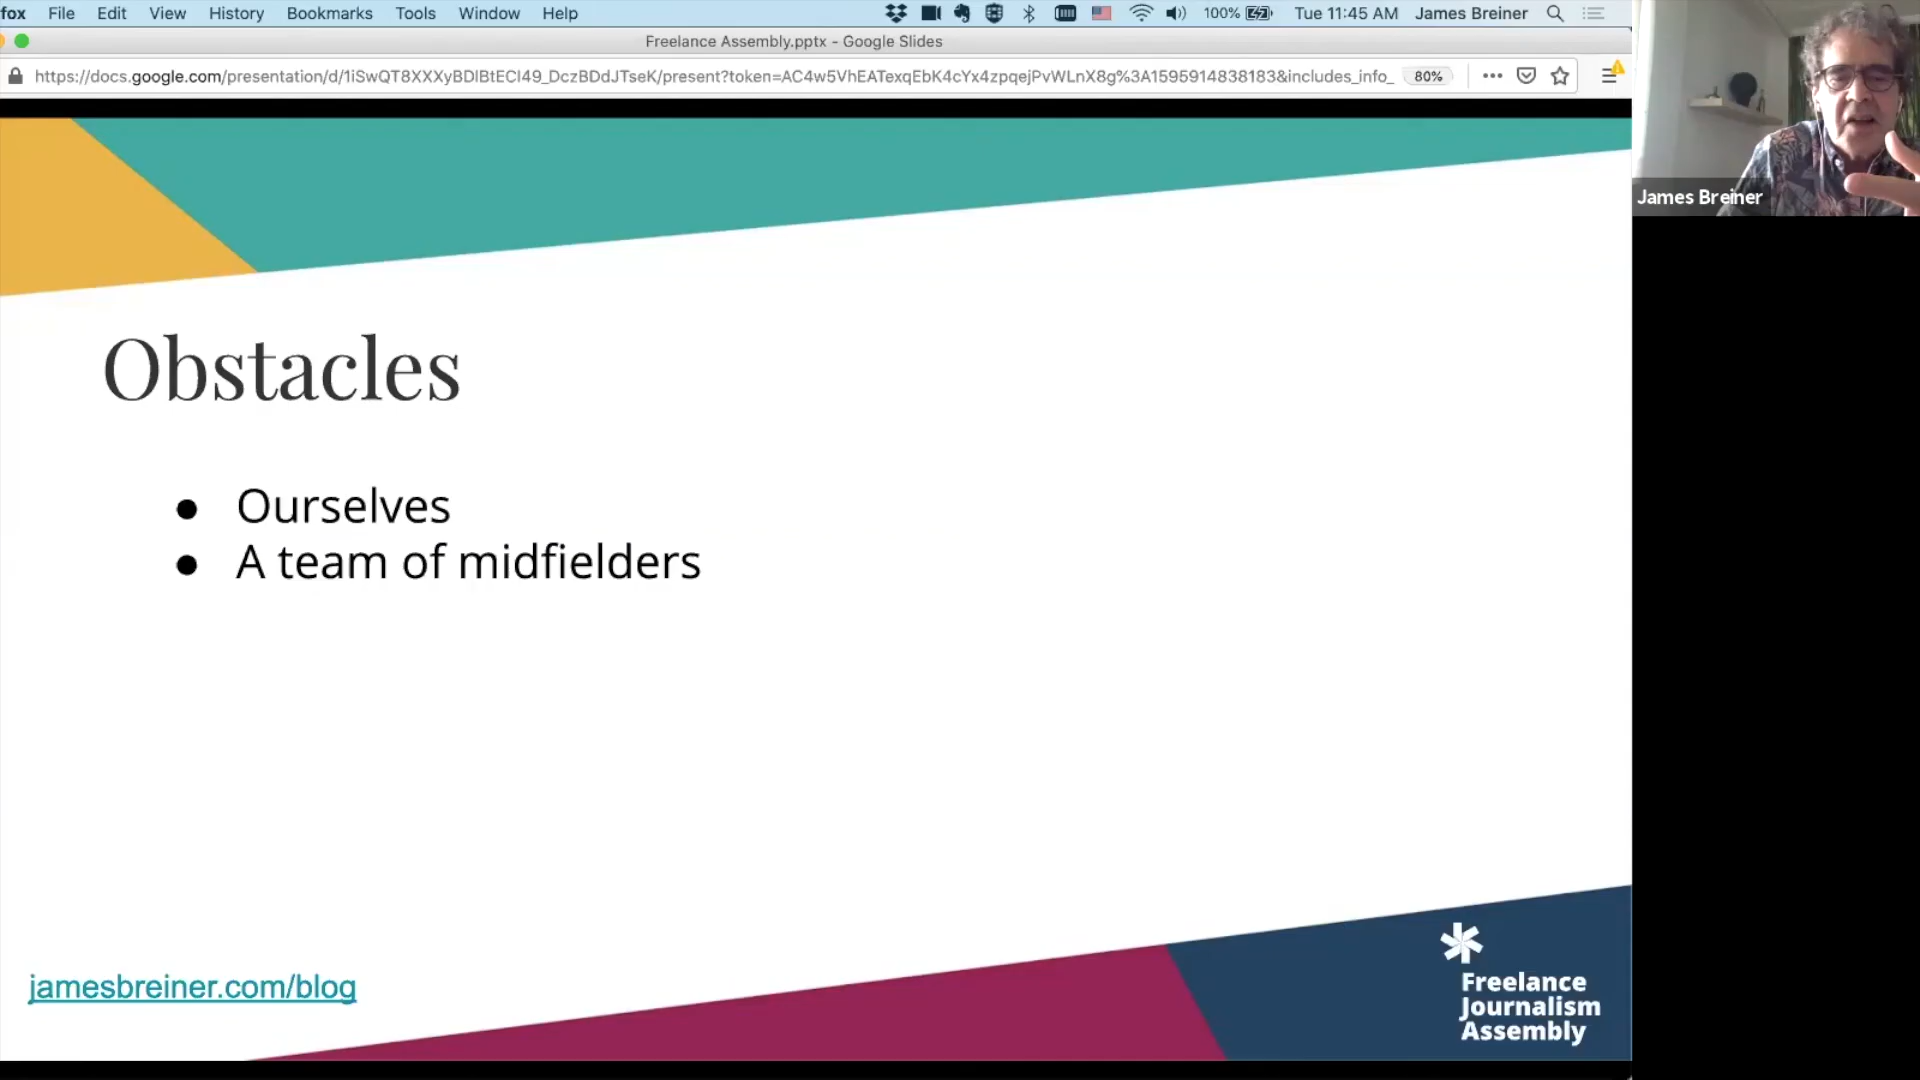 fox File Edit View History Bookmarks Tools Window Help 100% Tue 11:45 AM James Breiner
Freelance Assembly.pptx - Google Slides
https://docs.google.com/presentation/d/1iSwQT8XXXyBDlBtECl49_DczBDdJTseK/present?token=AC4w5VhEATexqEbK4cYx4zpqejPvWLnX8g%3A1595914838183&includes_info_ 80%
James Breiner
Obstacles
● Ourselves
● A team of midfielders
jamesbreiner.com/blog
Freelance
Journalism
Assembly